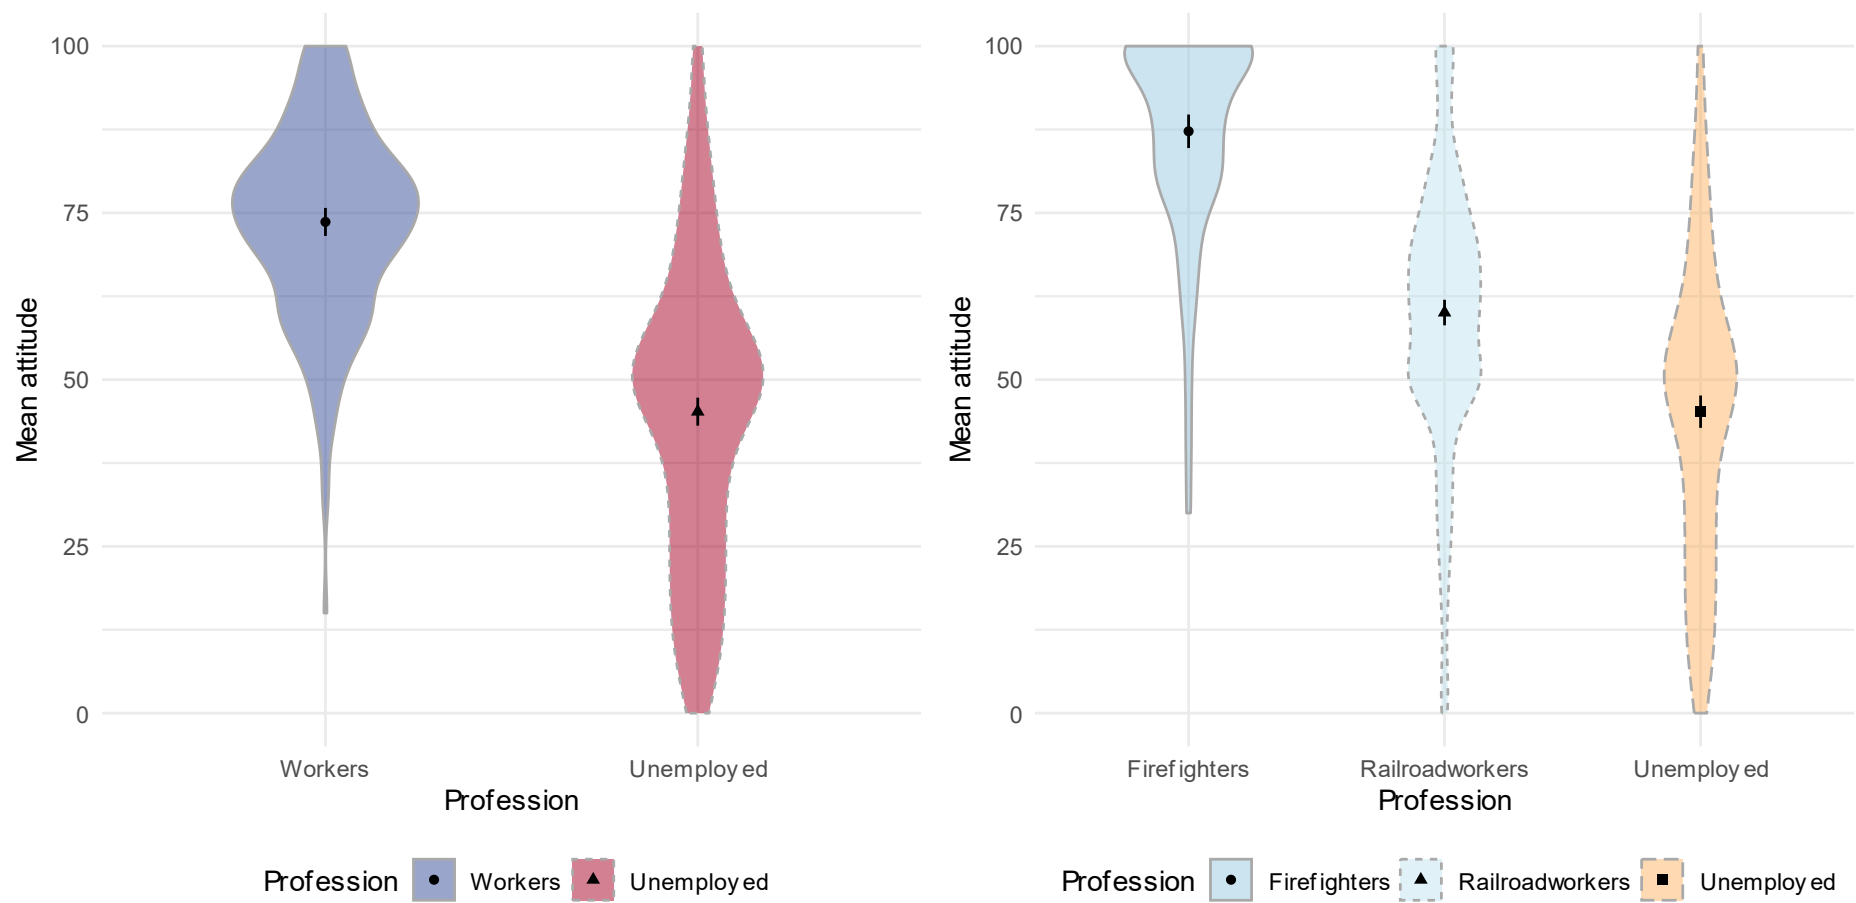 Mean attitude
100
75
50
25
0
Workers
Unemployed
Profession
Profession Workers Unemployed
Mean attitude
100
75
50
25
0
Firefighters
Railroadworkers
Unemployed
Profession
Profession Firefighters Railroadworkers Unemployed